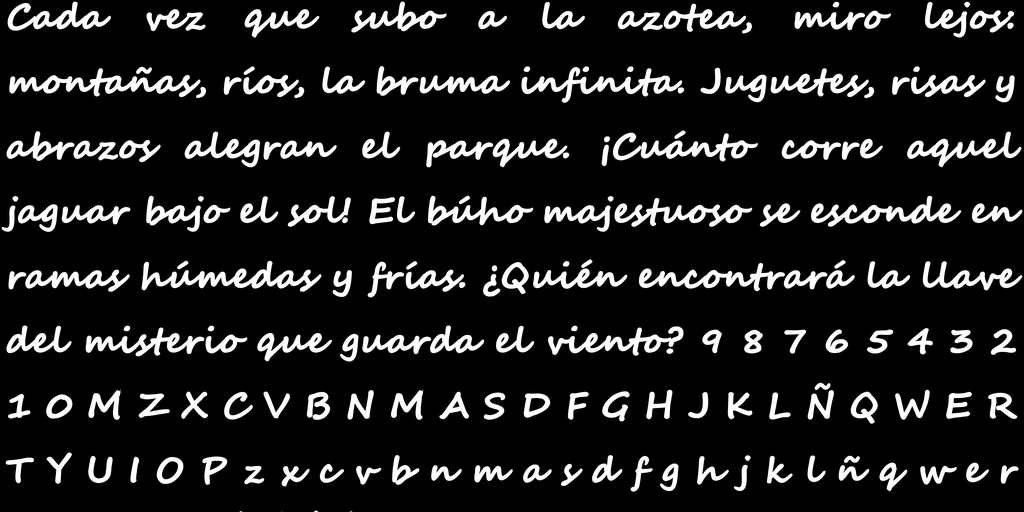 Cada vez que subo a la azotea, miro lejos:
montañas, ríos, la bruma infinita. Juguetes, risas y
abrazos alegran el parque. ¡Cuánto corre aquel
jaguar bajo el sol! El búho majestuoso se esconde en
ramas húmedas y frías. ¿Quién encontrará la llave
del misterio que guarda el viento? 9 8 7 6 5 4 3 2
1 0 M Z X C V B N M A S D F G H J K L Ñ Q W E R
T Y U I O P z x c v b n m a s d f g h j k l ñ q w e r